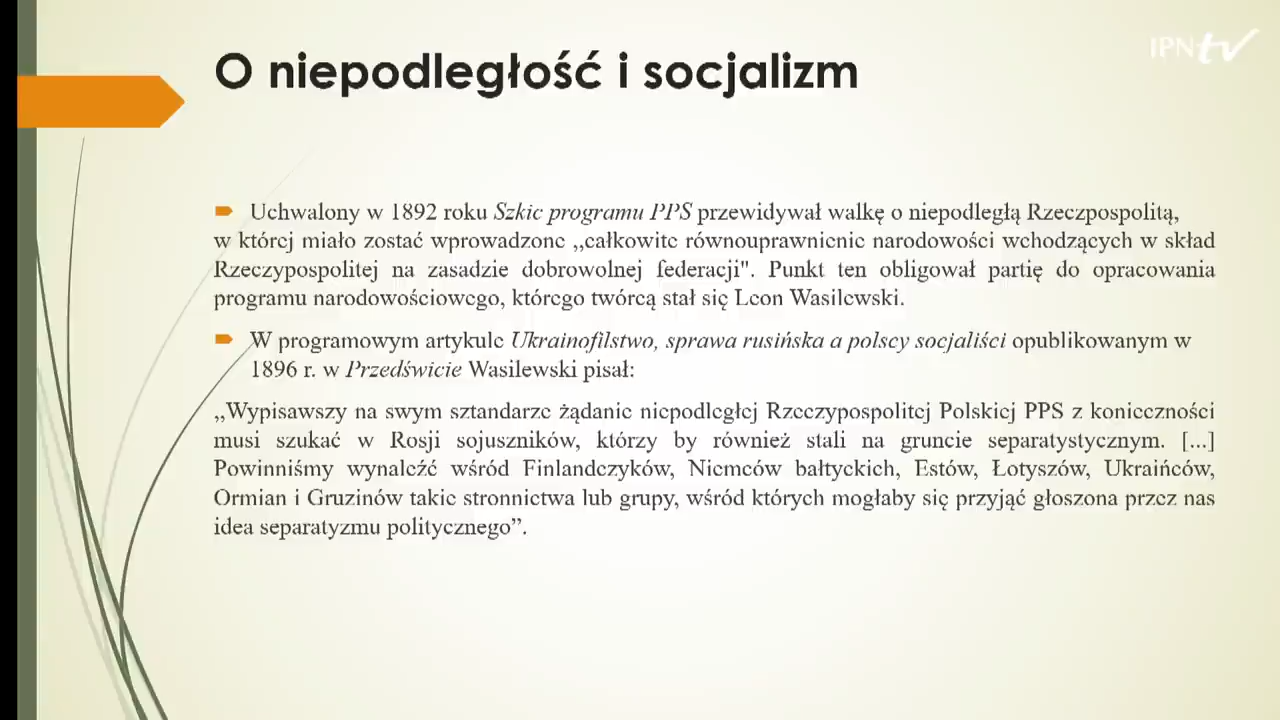 IPNtv
O niepodległość i socjalizm
Uchwalony w 1892 roku Szkic programu PPS przewidywał walkę o niepodległą Rzeczpospolitą,
w której miało zostać wprowadzone ,,całkowite równouprawnienie narodowości wchodzących w skład
Rzeczypospolitej na zasadzie dobrowolnej federacji". Punkt ten obligował partię do opracowania
programu narodowościowego, którego twórcą stał się Leon Wasilewski.
W programowym artykule Ukrainofilstwo, sprawa rusińska a polscy socjaliści opublikowanym w
1896 r. w Przedświcie Wasilewski pisał:
„Wypisawszy na swym sztandarze żądanie niepodległej Rzeczypospolitej Polskiej PPS z konieczności
musi szukać w Rosji sojuszników, którzy by również stali na gruncie separatystycznym. [...]
Powinniśmy wynaleźć wśród Finlandczyków, Niemców bałtyckich, Estów, Łotyszów, Ukraińców,
Ormian i Gruzinów takie stronnictwa lub grupy, wśród których mogłaby się przyjąć głoszona przez nas
idea separatyzmu politycznego”.